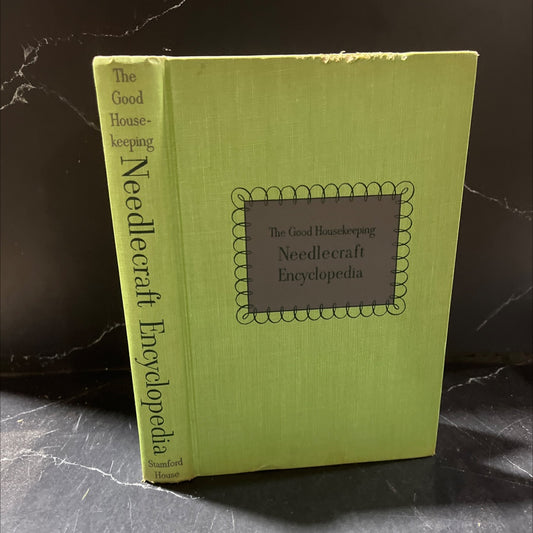 The
Good
House-
keeping
Needlecraft Encyclopedia
Stamford
House
The Good Housekeeping
Needlecraft
Encyclopedia